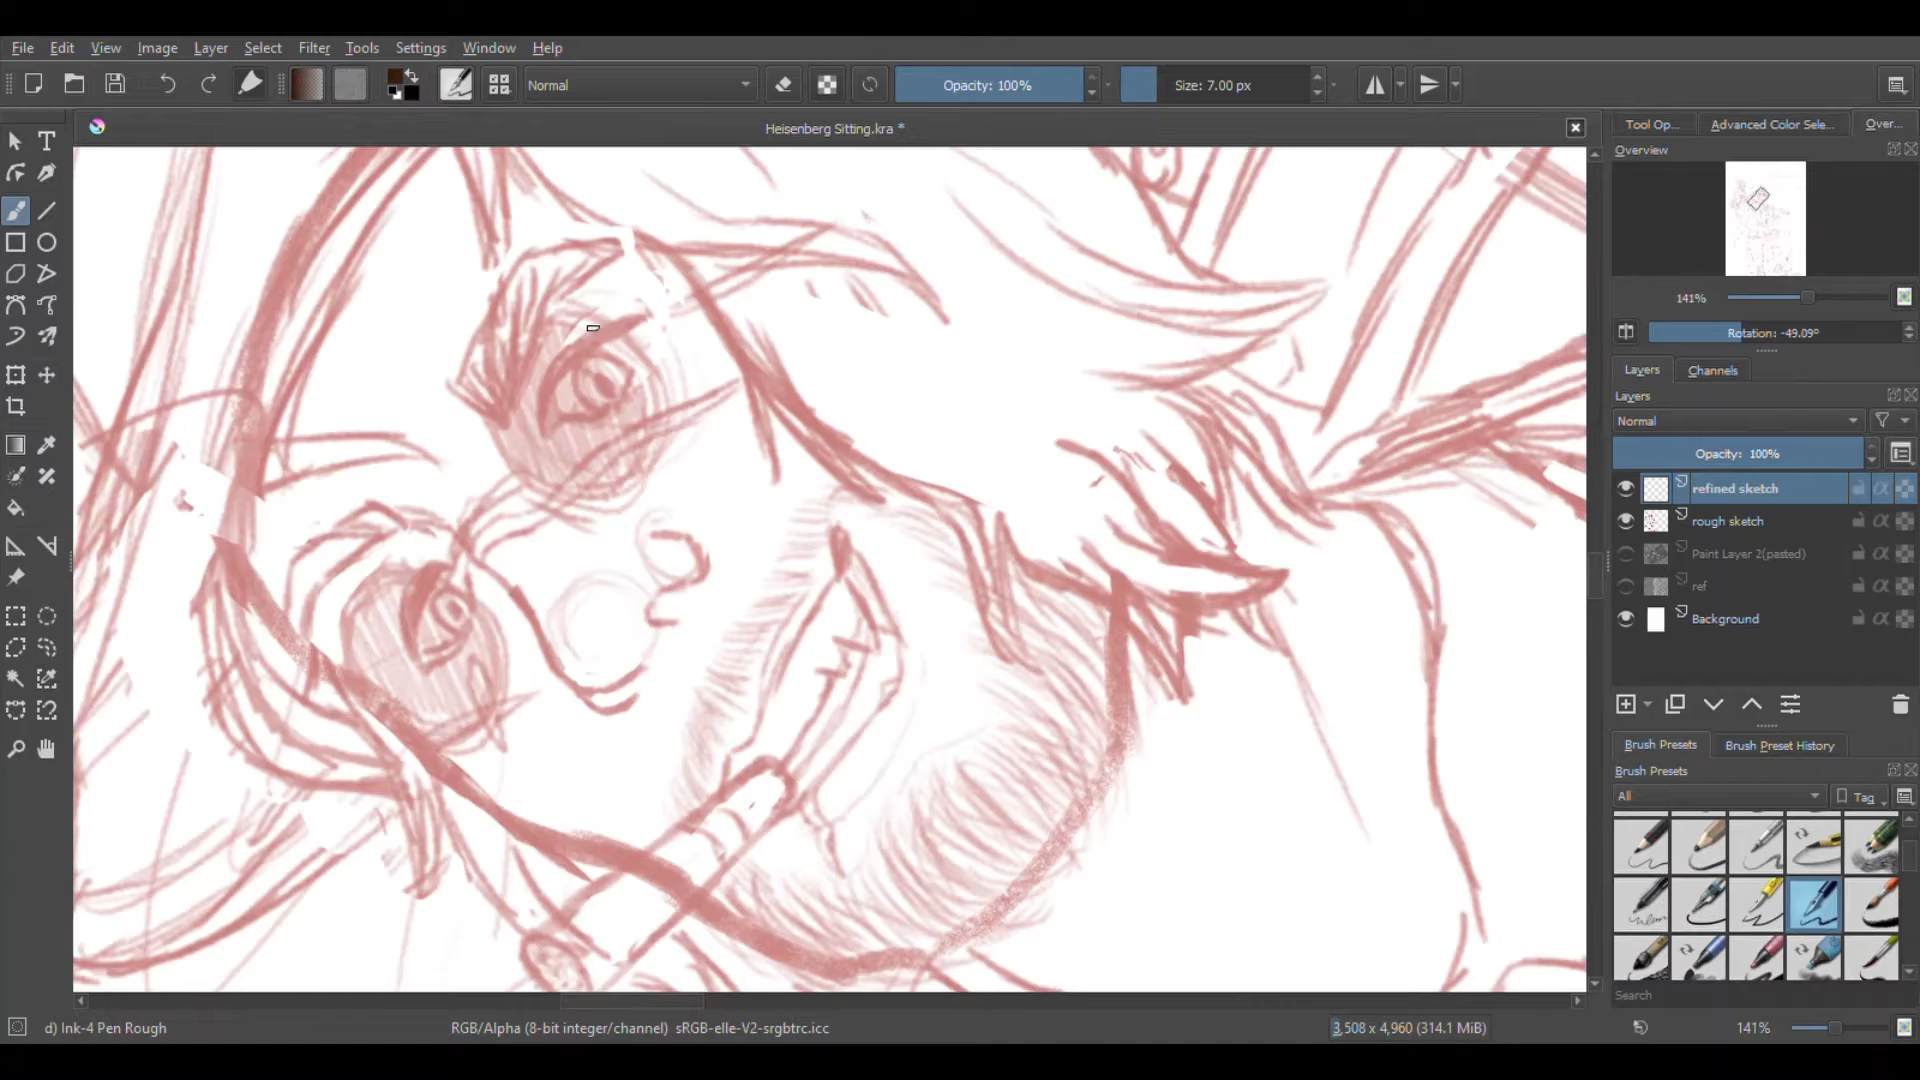 File Edit View Image Layer Select Filter Tools Settings Window Help
Normal
Opacity: 100%
Size: 7.00 px
Heisenberg Sitting.kra *
Tool Op...
Advanced Color Sele...
Over...
Overview
141%
Rotation: -49.09º
Layers Channels
Layers
Normal
Opacity: 100%
refined sketch
rough sketch
Paint Layer 2(pasted)
ref
Background
Brush Presets Brush Preset History
Brush Presets
All
Tag
Search
d) Ink-4 Pen Rough
RGB/Alpha (8-bit integer/channel) sRGB-elle-V2-srgbtrc.icc
3,508 x 4,960 (314.1 MiB)
141%